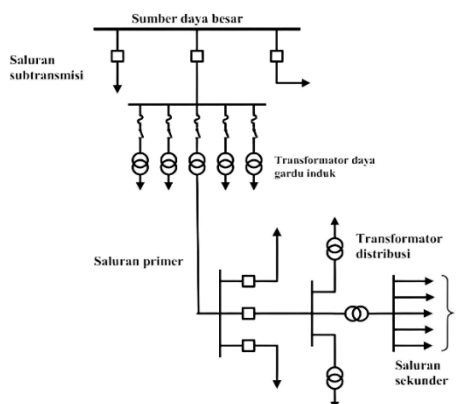 Sumber daya besar
Saluran
subtransmisi
Transformator daya
gardu induk
Saluran primer
Transformator
distribusi
Saluran
sekunder